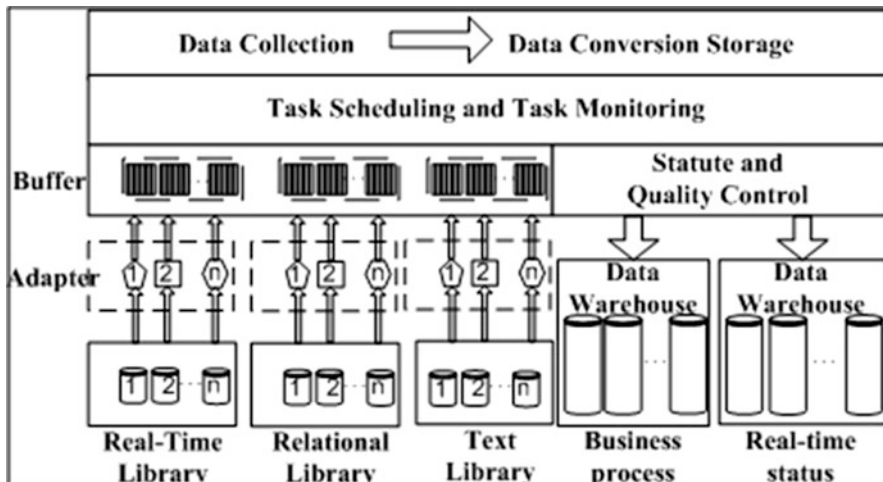 Data Collection Data Conversion Storage
Task Scheduling and Task Monitoring
Buffer
Statute and
Quality Control
Adapter
1 2 n 1 2 n 1 2 n
Data
Warehouse
Data
Warehouse
1 2 n 1 2 n 1 2 n
Real-Time
Library
Relational
Library
Text
Library
Business
process
Real-time
status